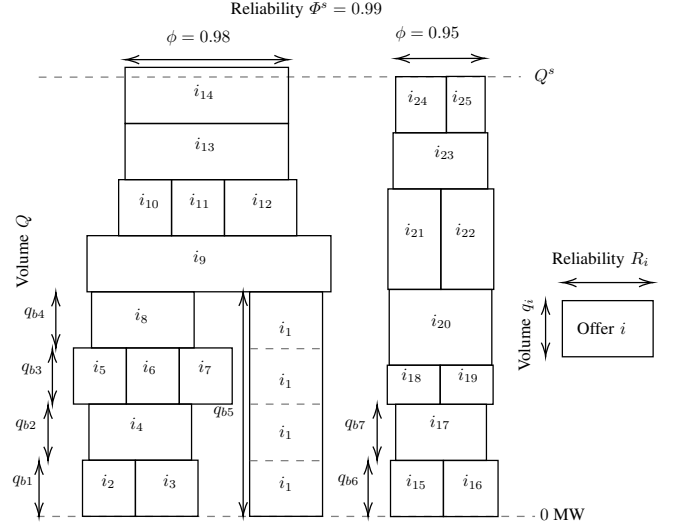 Reliability Φ^s = 0.99
ϕ = 0.98
ϕ = 0.95
Q^s
i_14
i_24 i_25
i_13
i_23
i_10 i_11 i_12
i_21 i_22
Volume Q
i_9
Reliability R_i
q_b4
i_8
i_1
i_20
Volume q_i
Offer i
q_b3
i_5 i_6 i_7
i_1
i_18 i_19
q_b5
q_b2
i_4
i_1
q_b7
i_17
q_b1
i_2 i_3
i_1
q_b6
i_15 i_16
0 MW